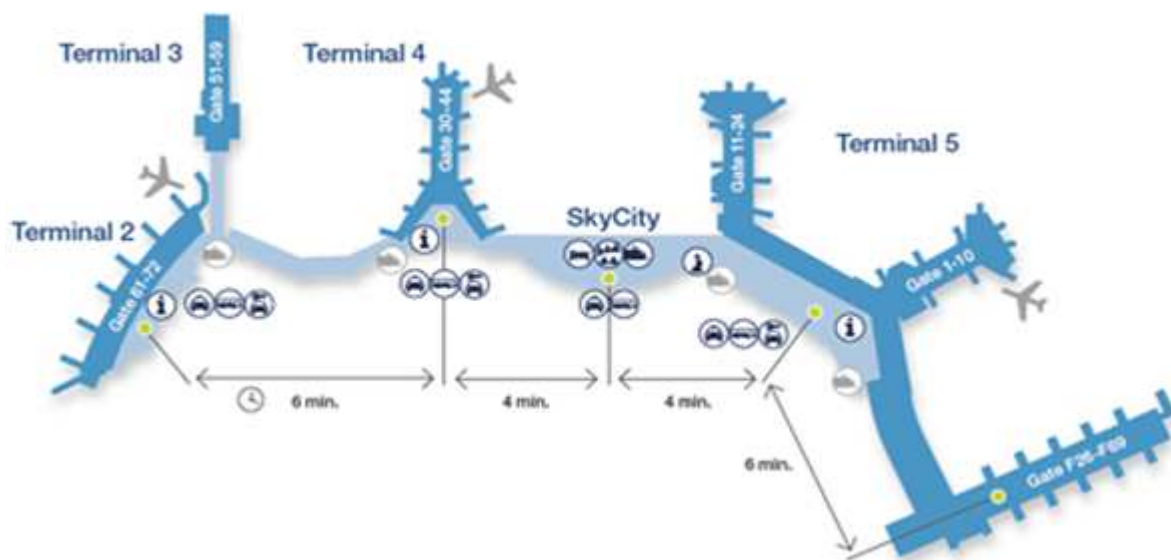 Terminal 3
Terminal 4
Gate 51-59
Gate 30-44
Gate 11-24
Terminal 5
Terminal 2
SkyCity
Gate 1-10
Gate 61-72
6 min.
4 min.
4 min.
6 min.
Gate F26-F69